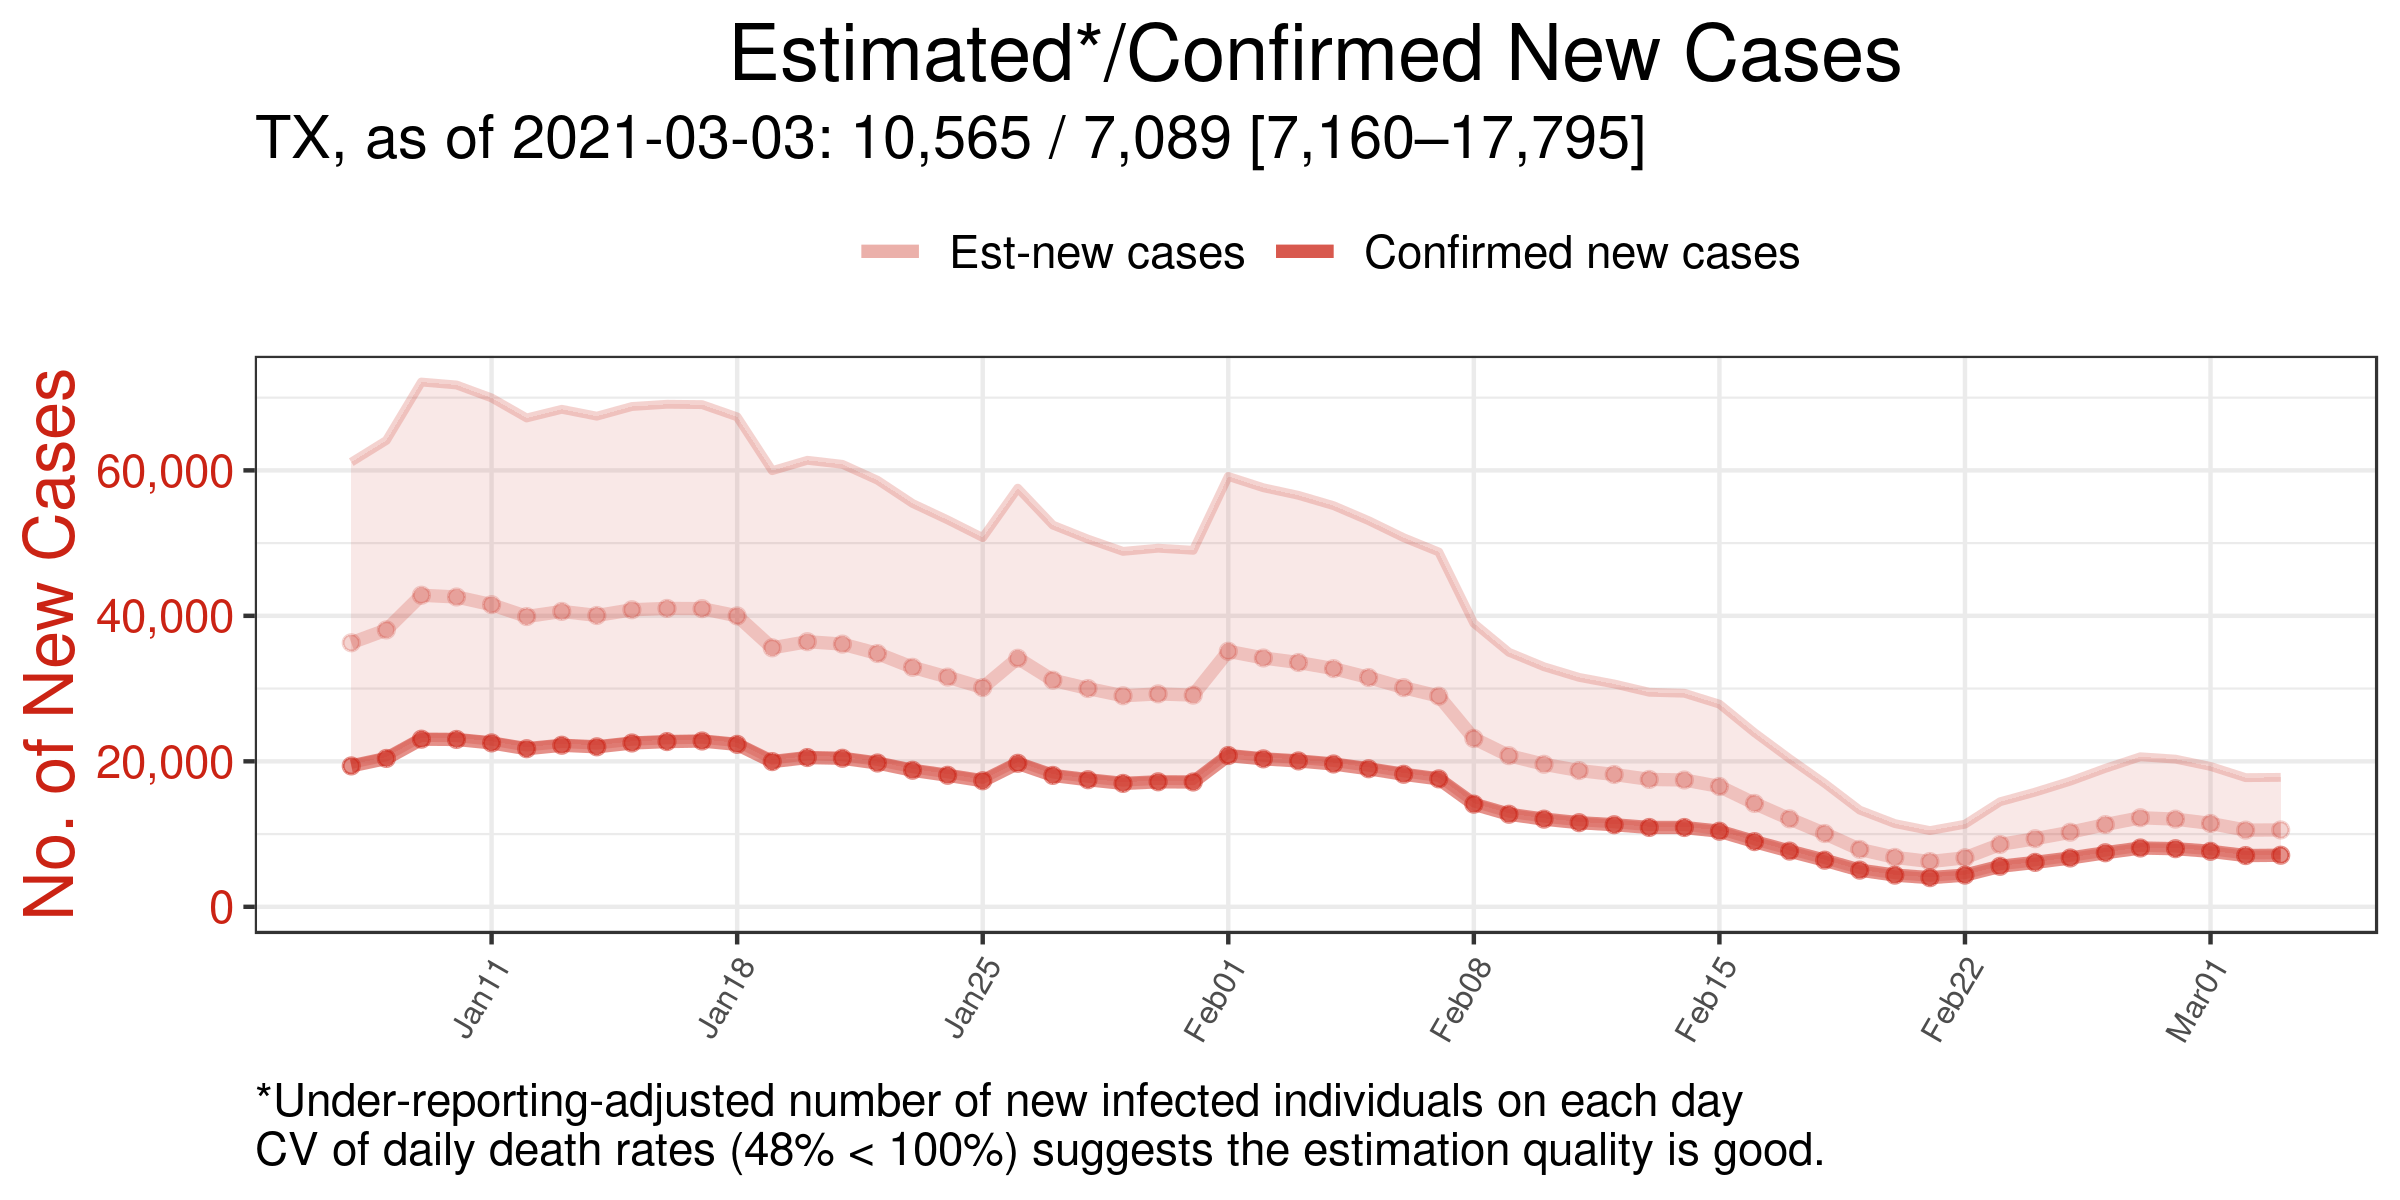 Estimated*/Confirmed New Cases
TX, as of 2021-03-03: 10,565 / 7,089 [7,160–17,795]
Est-new cases
Confirmed new cases
No. of New Cases
60,000
40,000
20,000
0
Jan11
Jan18
Jan25
Feb01
Feb08
Feb15
Feb22
Mar01
*Under-reporting-adjusted number of new infected individuals on each day
CV of daily death rates (48% < 100%) suggests the estimation quality is good.